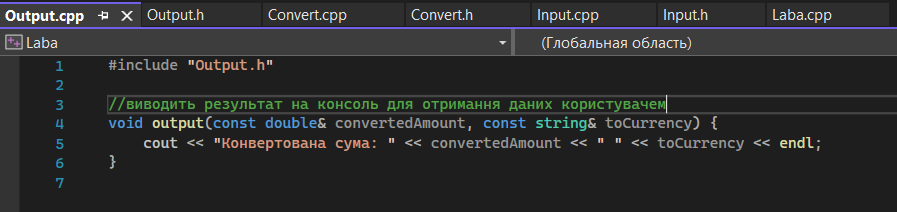 Output.cpp Output.h Convert.cpp Convert.h Input.cpp Input.h Laba.cpp
Laba (Глобальная область)
1 #include "Output.h"
2
3 //виводить результат на консоль для отримання даних користувачем
4 void output(const double& convertedAmount, const string& toCurrency) {
5 cout << "Конвертована сума: " << convertedAmount << " " << toCurrency << endl;
6 }
7